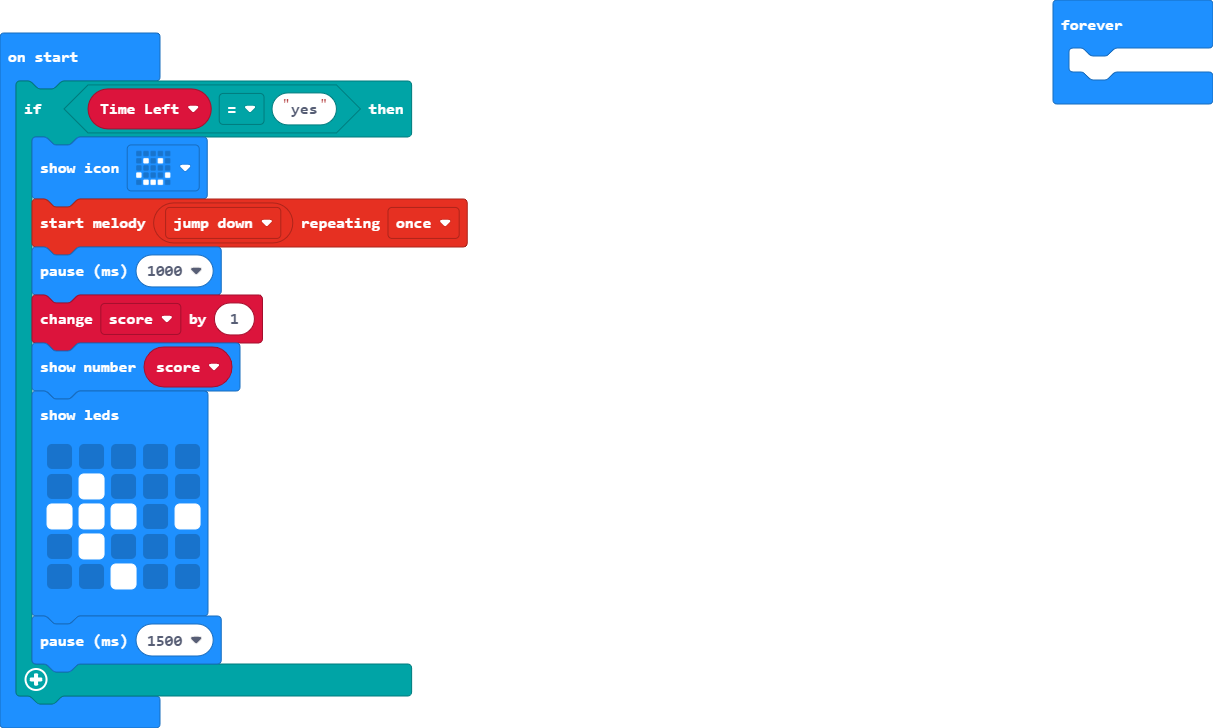 forever
on start
if Time Left = "yes" then
show icon
start melody jump down repeating once
pause (ms) 1000
change score by 1
show number score
show leds
pause (ms) 1500